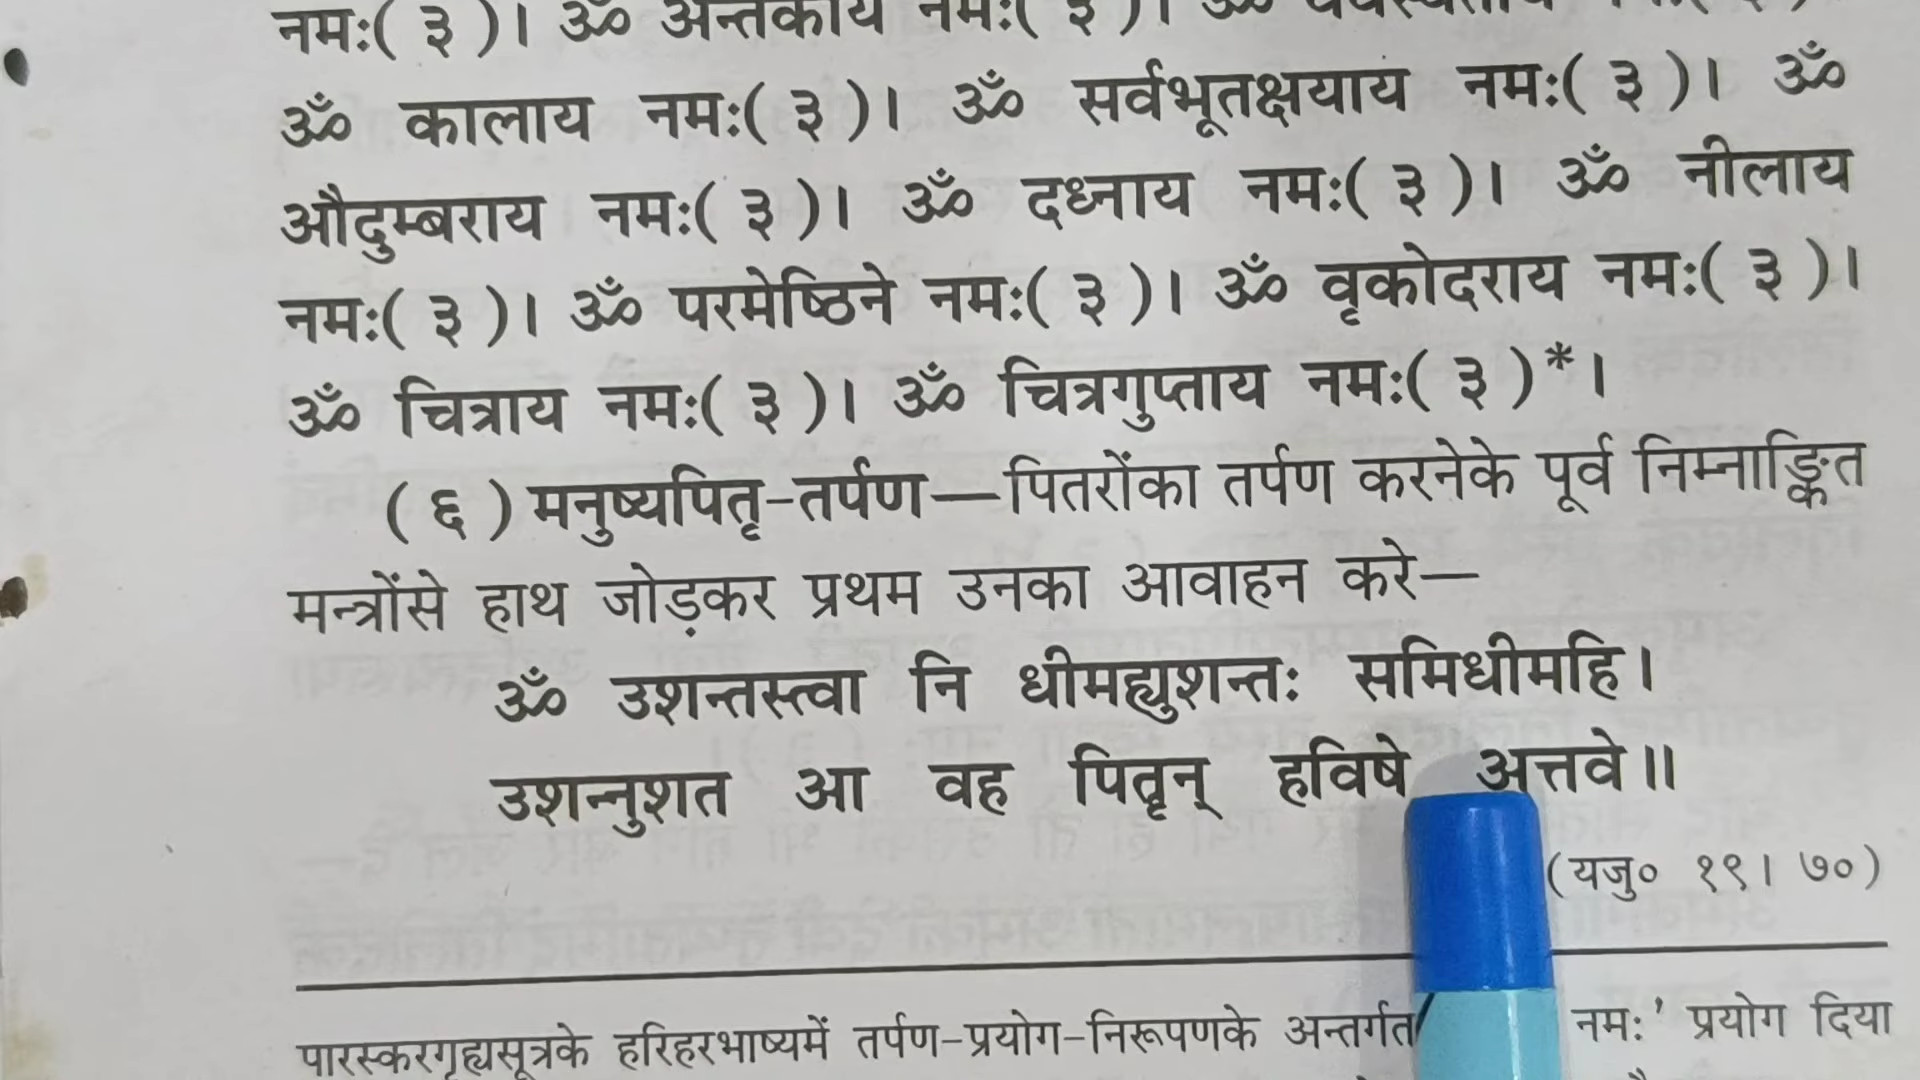 नमः( ३ )। ॐ अन्तकाय नमः( ३ )। ॐ
ॐ कालाय नमः( ३ )। ॐ सर्वभूतक्षयाय नमः( ३ )। ॐ
औदुम्बराय नमः( ३ )। ॐ दध्नाय नमः( ३ )। ॐ नीलाय
नमः( ३ )। ॐ परमेष्ठिने नमः( ३ )। ॐ वृकोदराय नमः( ३ )।
ॐ चित्राय नमः( ३ )। ॐ चित्रगुप्ताय नमः( ३ )*।
( ६ ) मनुष्यपितृ-तर्पण—पितरोंका तर्पण करनेके पूर्व निम्नाङ्कित
मन्त्रोंसे हाथ जोड़कर प्रथम उनका आवाहन करे—
ॐ उशन्तस्त्वा नि धीमह्युशन्तः समिधीमहि।
उशन्नुशत आ वह पितॄन् हविषे अत्तवे॥
(यजु० १९। ७०)
पारस्करगृह्यसूत्रके हरिहरभाष्यमें तर्पण-प्रयोग-निरूपणके अन्तर्गत नमः' प्रयोग दिया